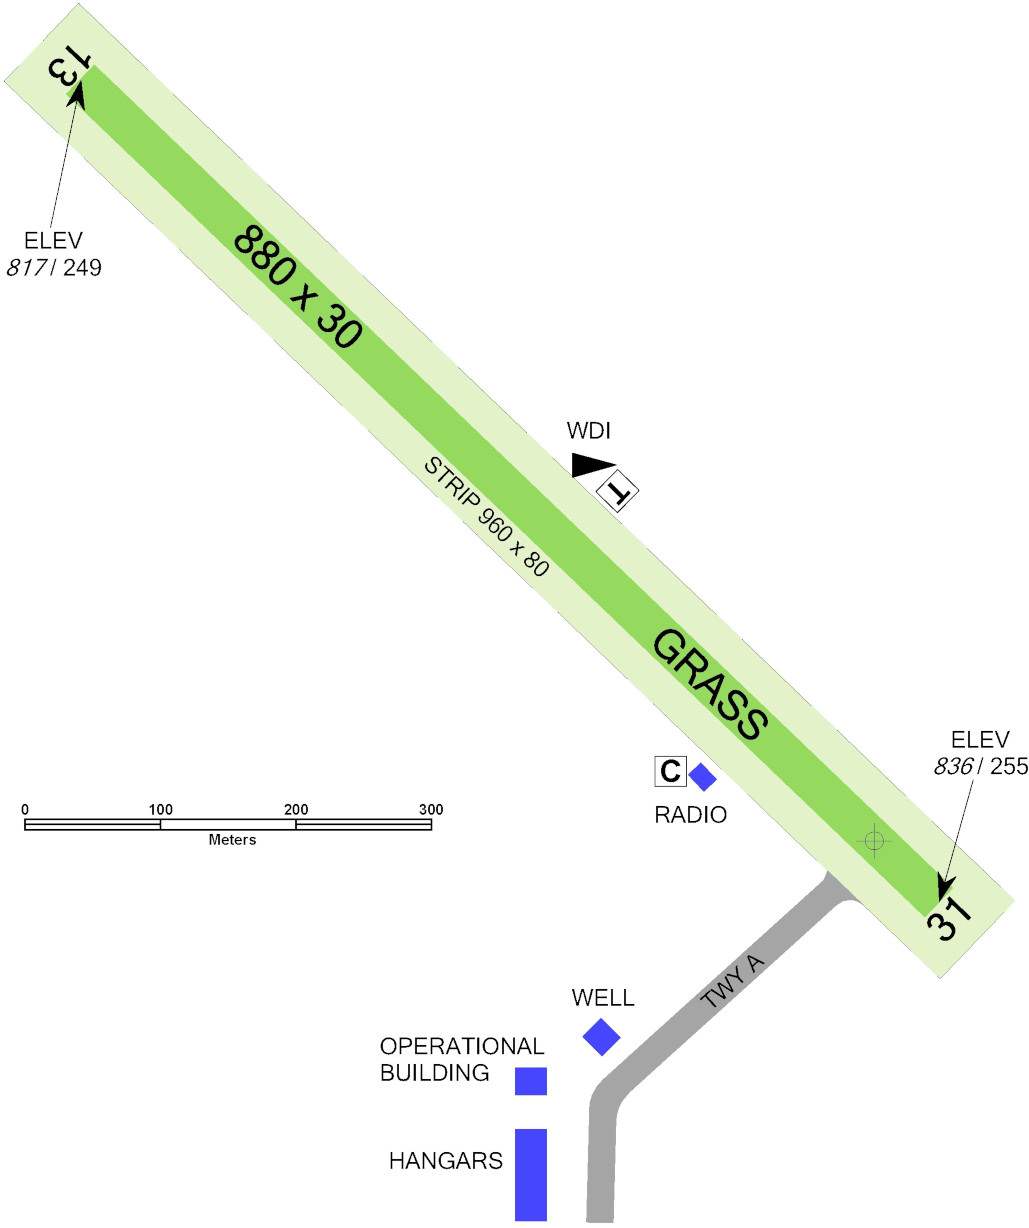 13
ELEV
817 / 249
880 x 30
WDI
T
STRIP 960 x 80
GRASS
ELEV
836 / 255
C
RADIO
0 100 200 300
Meters
31
TWY A
WELL
OPERATIONAL
BUILDING
HANGARS